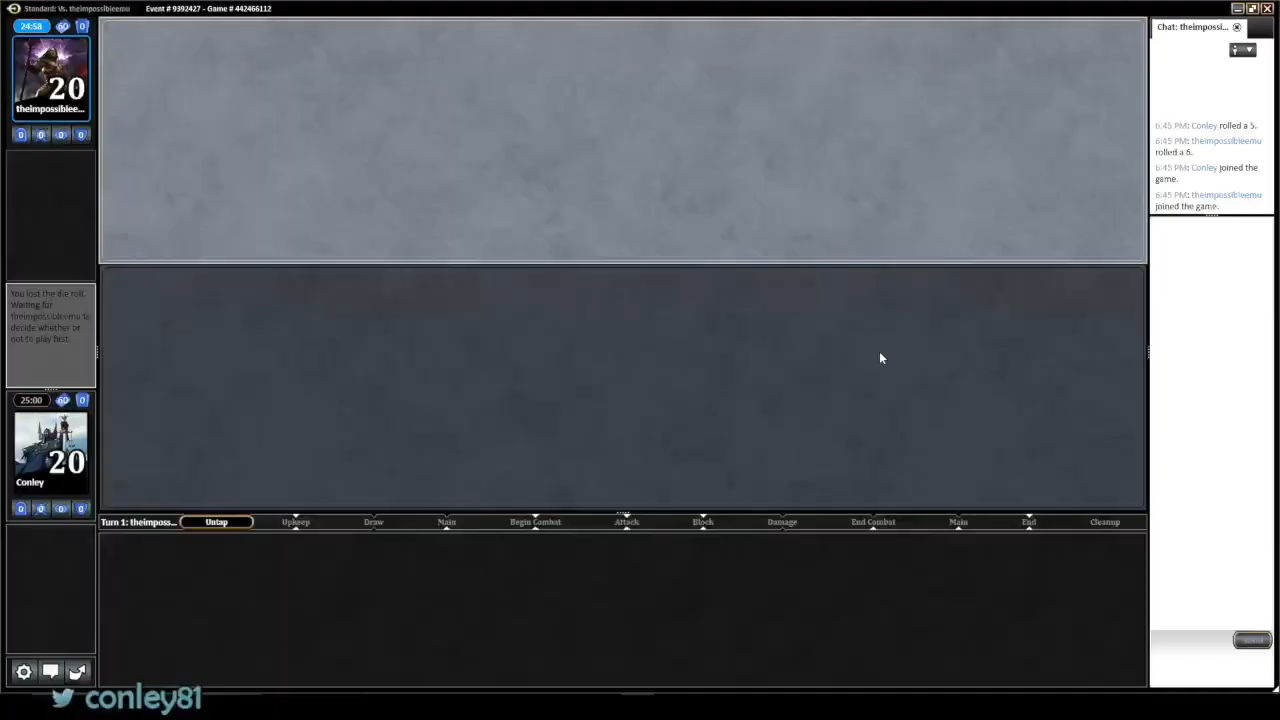 Standard: Vs. theimpossibleemu Event # 9392427 - Game # 442466112
24:58 60 0
20
theimpossiblee...
0 0 0 0
You lost the die roll.
Waiting for
theimpossibleemu to
decide whether or
not to play first.
25:00 60 0
20
Conley
0 0 0 0
Turn 1: theimposs... Untap Upkeep Draw Main Begin Combat Attack Block Damage End Combat Main End Cleanup
Chat: theimpossi...
6:45 PM: Conley rolled a 5.
6:45 PM: theimpossibleemu
rolled a 6.
6:45 PM: Conley joined the
game.
6:45 PM: theimpossibleemu
joined the game.
conley81